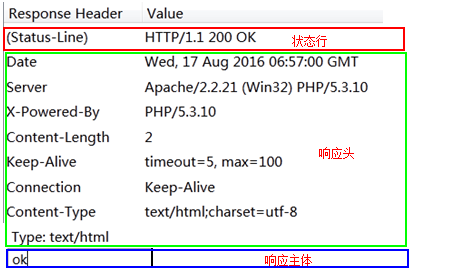 Response Header Value
(Status-Line) HTTP/1.1 200 OK 状态行
Date Wed, 17 Aug 2016 06:57:00 GMT
Server Apache/2.2.21 (Win32) PHP/5.3.10
X-Powered-By PHP/5.3.10
Content-Length 2
Keep-Alive timeout=5, max=100 响应头
Connection Keep-Alive
Content-Type text/html;charset=utf-8
Type: text/html
ok 响应主体